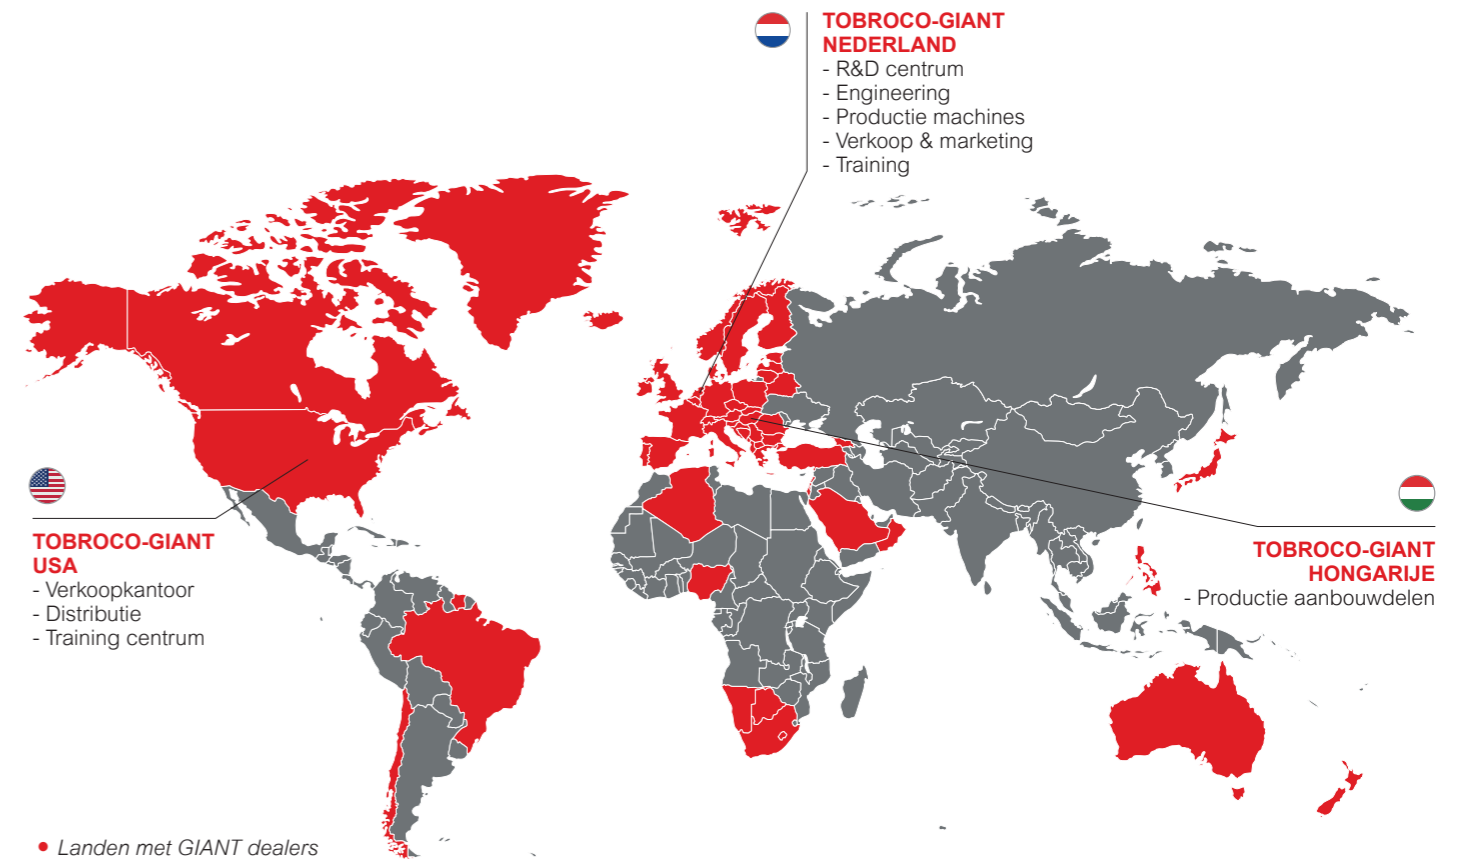 TOBROCO-GIANT
NEDERLAND
- R&D centrum
- Engineering
- Productie machines
- Verkoop & marketing
- Training
TOBROCO-GIANT
USA
- Verkoopkantoor
- Distributie
- Training centrum
TOBROCO-GIANT
HONGARIJE
- Productie aanbouwdelen
• Landen met GIANT dealers